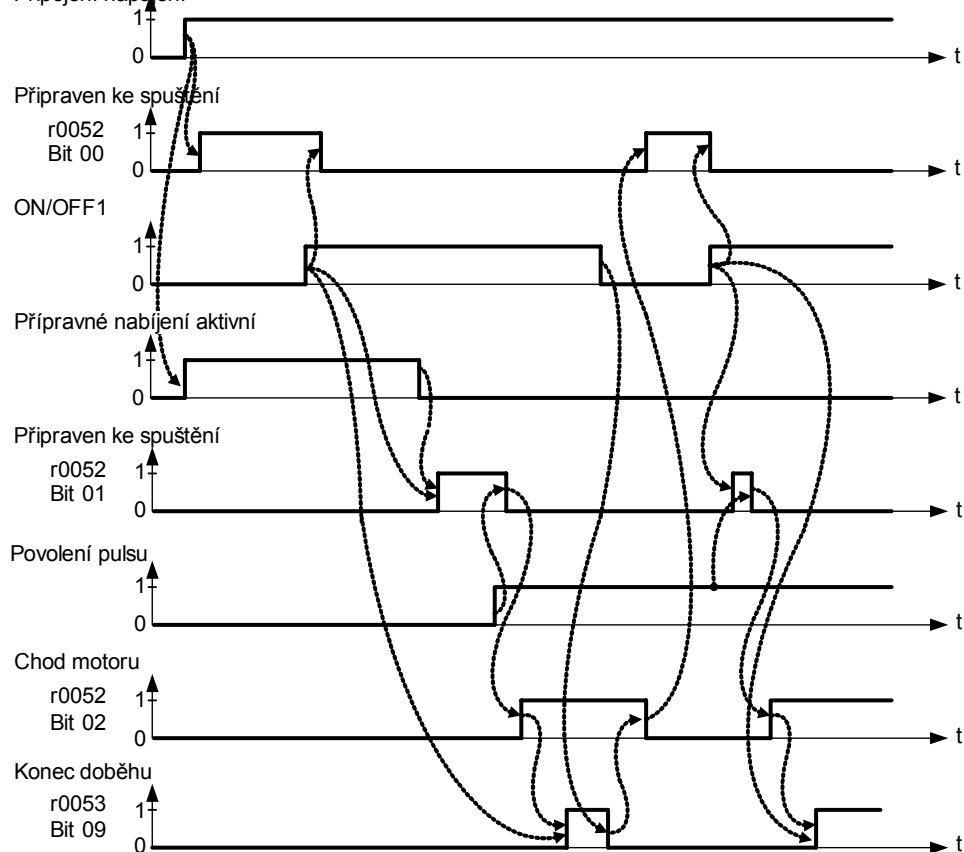 Připojení napájení
1
0
t
Připraven ke spuštění
r0052
Bit 00
1
0
t
ON/OFF1
1
0
t
Přípravné nabíjení aktivní
1
0
t
Připraven ke spuštění
r0052
Bit 01
1
0
t
Povolení pulsu
1
0
t
Chod motoru
r0052
Bit 02
1
0
t
Konec doběhu
r0053
Bit 09
1
0
t